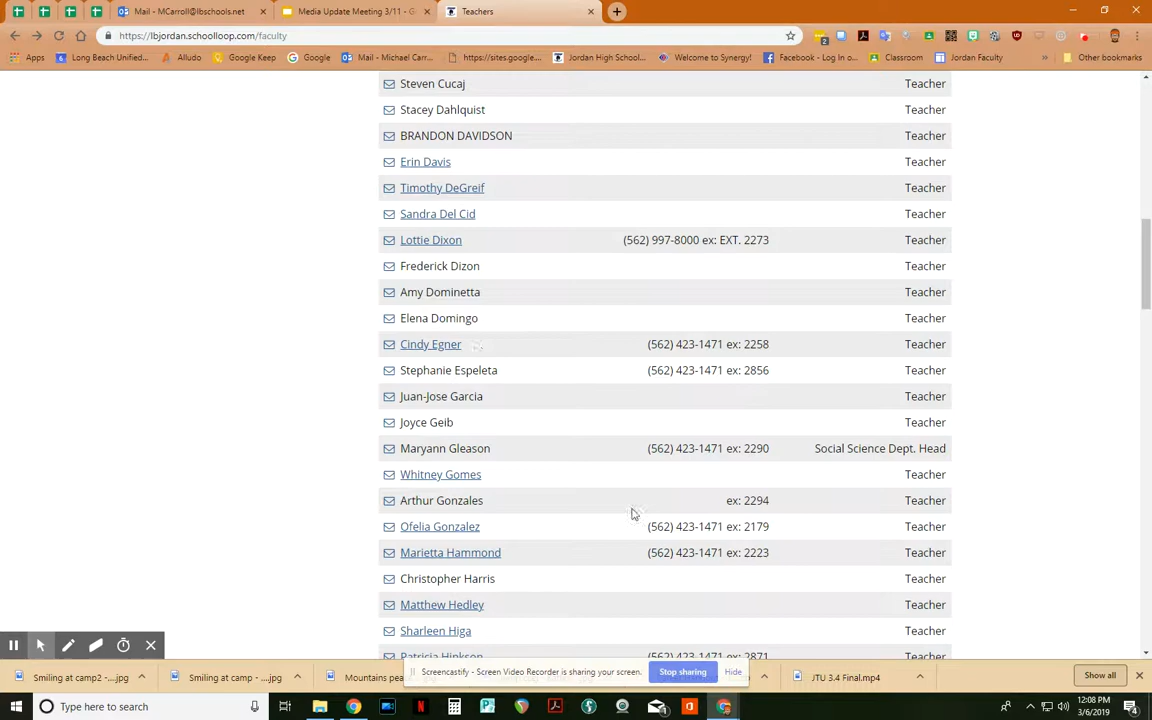 Mail - MCarroll@lbschools.net
Media Update Meeting 3/11 - G
Teachers
https://lbjordan.schoolloop.com/faculty
Apps
Long Beach Unified...
Alludo
Google Keep
Google
Mail - Michael Carr...
https://sites.google...
Jordan High School...
Welcome to Synergy!
Facebook - Log In o...
Classroom
Jordan Faculty
Other bookmarks
Steven Cucaj Teacher
Stacey Dahlquist Teacher
BRANDON DAVIDSON Teacher
Erin Davis Teacher
Timothy DeGreif Teacher
Sandra Del Cid Teacher
Lottie Dixon (562) 997-8000 ex: EXT. 2273 Teacher
Frederick Dizon Teacher
Amy Dominetta Teacher
Elena Domingo Teacher
Cindy Egner (562) 423-1471 ex: 2258 Teacher
Stephanie Espeleta (562) 423-1471 ex: 2856 Teacher
Juan-Jose Garcia Teacher
Joyce Geib Teacher
Maryann Gleason (562) 423-1471 ex: 2290 Social Science Dept. Head
Whitney Gomes Teacher
Arthur Gonzales ex: 2294 Teacher
Ofelia Gonzalez (562) 423-1471 ex: 2179 Teacher
Marietta Hammond (562) 423-1471 ex: 2223 Teacher
Christopher Harris Teacher
Matthew Hedley Teacher
Sharleen Higa Teacher
Patricia Hinkson (562) 423-1471 ex: 2871 Teacher
Screencastify - Screen Video Recorder is sharing your screen.
Stop sharing
Hide
Smiling at camp2 -....jpg
Smiling at camp - ....jpg
Mountains pea
JTU 3.4 Final.mp4
Show all
Type here to search
12:08 PM
3/6/2019